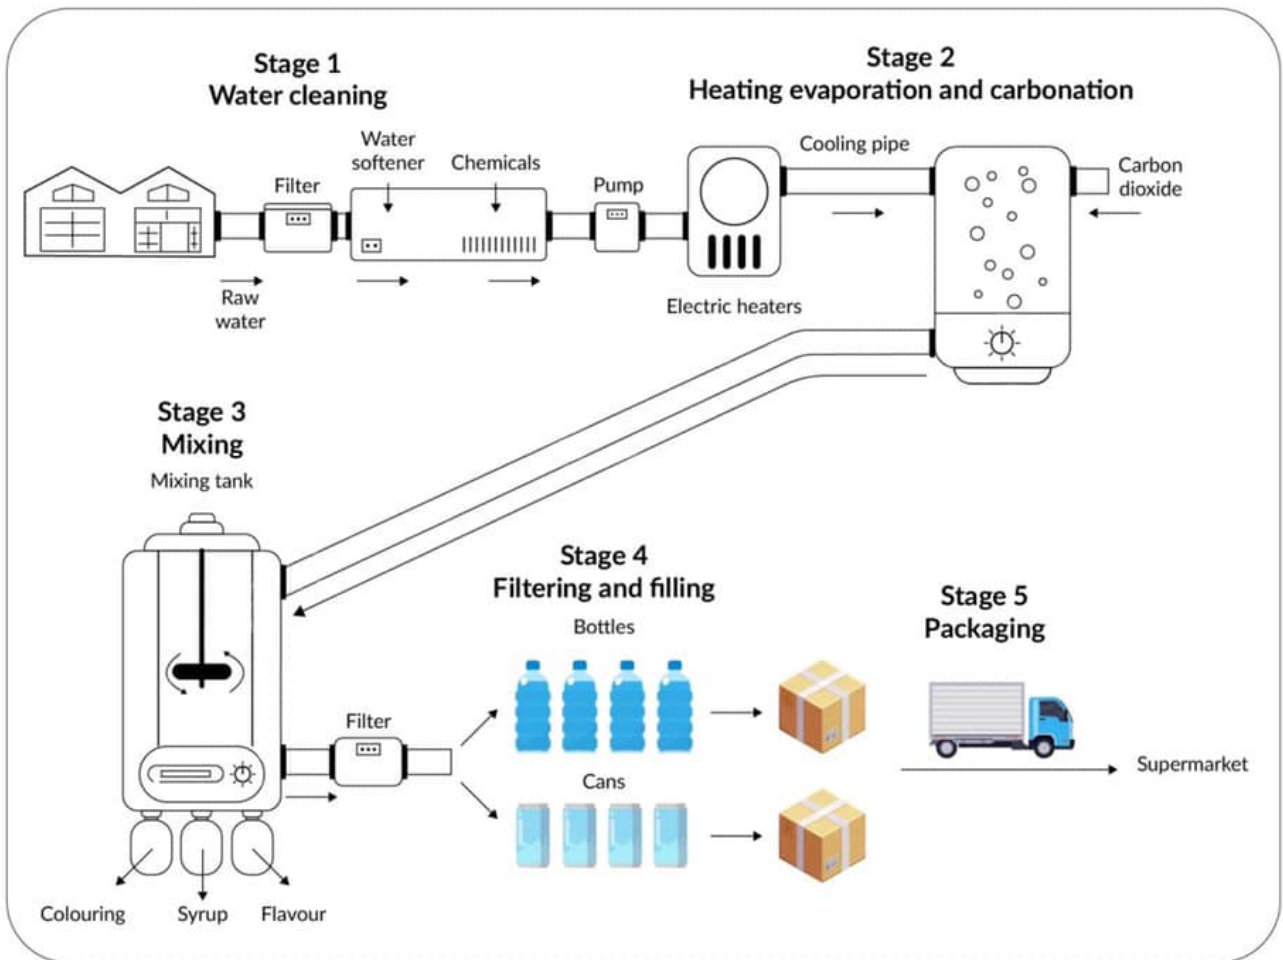 Stage 1
Water cleaning
Water
softener
Chemicals
Filter
Raw
water
Pump
Stage 2
Heating evaporation and carbonation
Electric heaters
Cooling pipe
Carbon
dioxide
Stage 3
Mixing
Mixing tank
Colouring
Syrup
Flavour
Filter
Stage 4
Filtering and filling
Bottles
Cans
Stage 5
Packaging
Supermarket